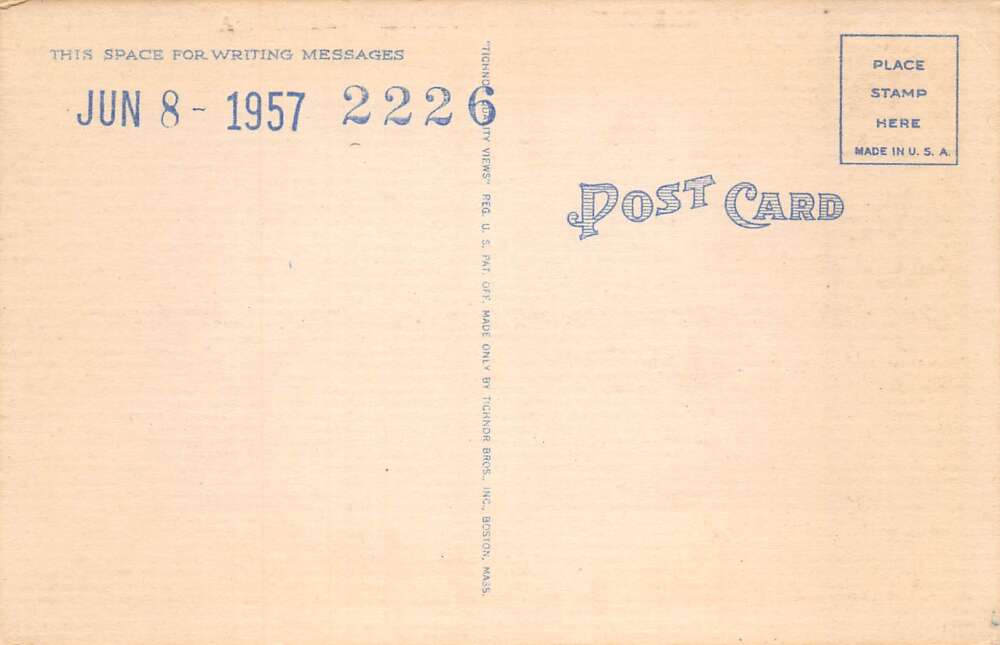 THIS SPACE FOR WRITING MESSAGES
JUN 8 - 1957 2226
"TICHNOR QUALITY VIEWS" REG. U. S. PAT. OFF. MADE ONLY BY TICHNOR BROS., INC., BOSTON, MASS.
PLACE
STAMP
HERE
MADE IN U. S. A.
POST CARD